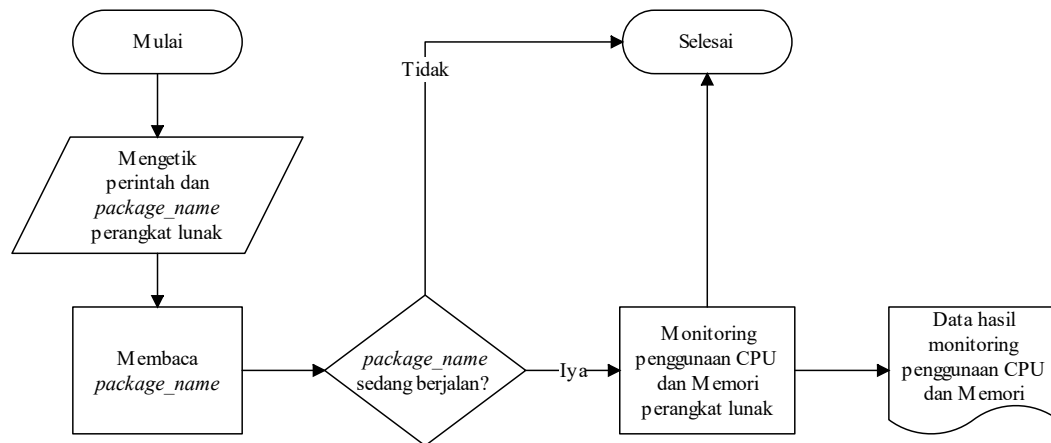 Mulai
Mengetik
perintah dan
package_name
perangkat lunak
Membaca
package_name
package_name
sedang berjalan?
Tidak
Selesai
Iya
Monitoring
penggunaan CPU
dan Memori
perangkat lunak
Data hasil
monitoring
penggunaan CPU
dan Memori